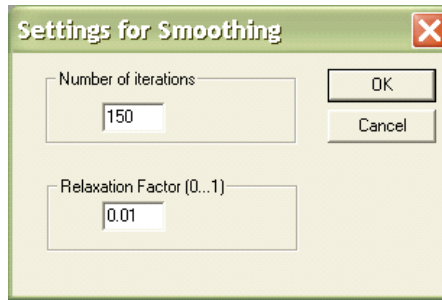 Settings for Smoothing
Number of iterations
150
OK
Cancel
Relaxation Factor (0...1)
0.01